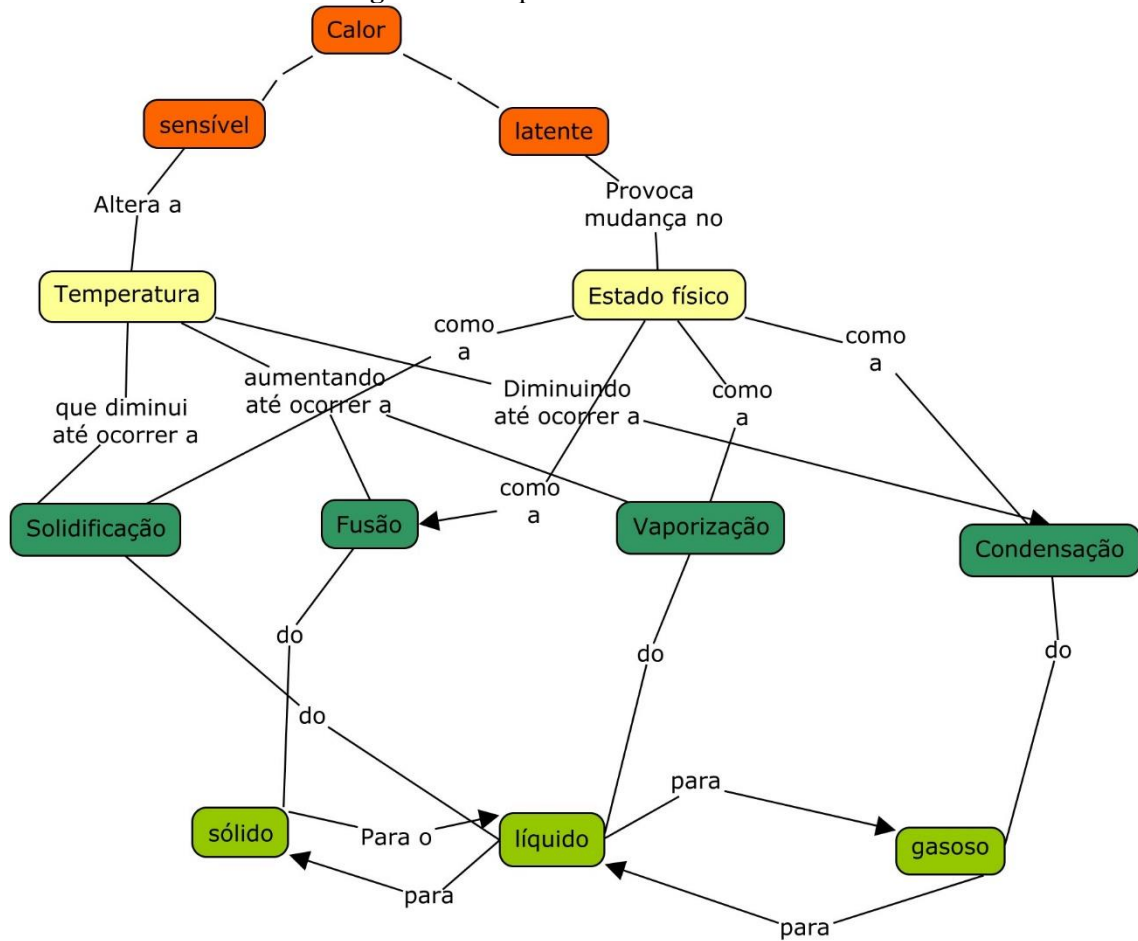 Calor
sensível
latente
Altera a
Provoca
mudança no
Temperatura
Estado físico
como
a
como
a
aumentando
até ocorrer a
Diminuindo
até ocorrer a
como
a
que diminui
até ocorrer a
como
a
Solidificação
Fusão
Vaporização
Condensação
do
do
do
do
para
sólido
Para o
líquido
gasoso
para
para